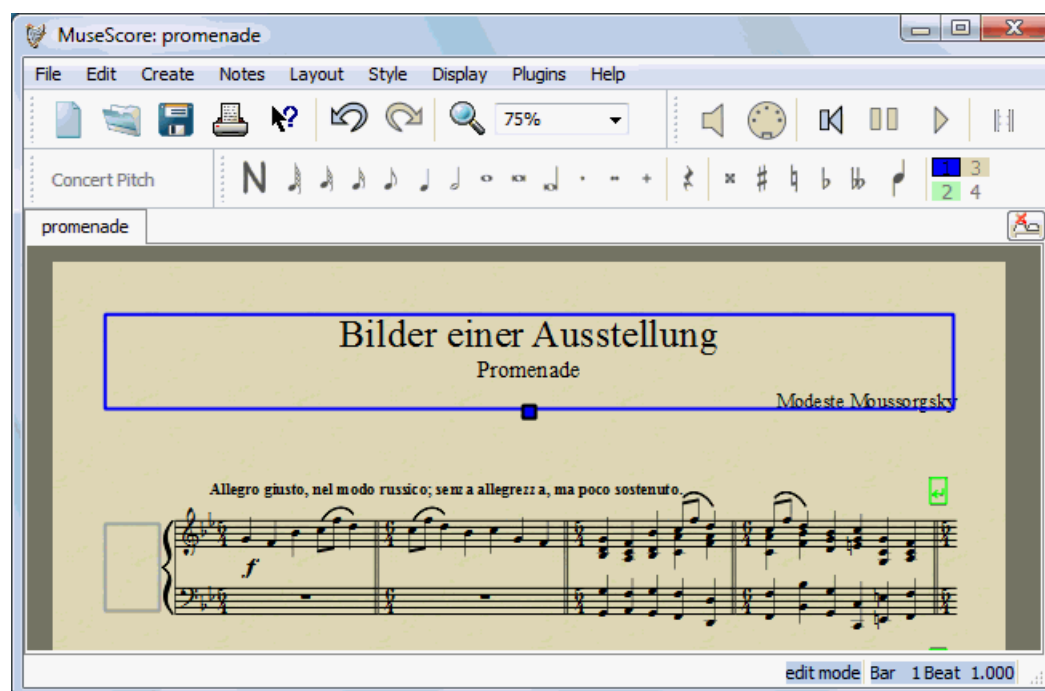 MuseScore: promenade
File Edit Create Notes Layout Style Display Plugins Help
75%
Concert Pitch
N
1 3
2 4
promenade
Bilder einer Ausstellung
Promenade
Modeste Moussorgsky
Allegro giusto, nel modo russico; senza allegrezza, ma poco sostenuto.
f
edit mode Bar 1 Beat 1.000